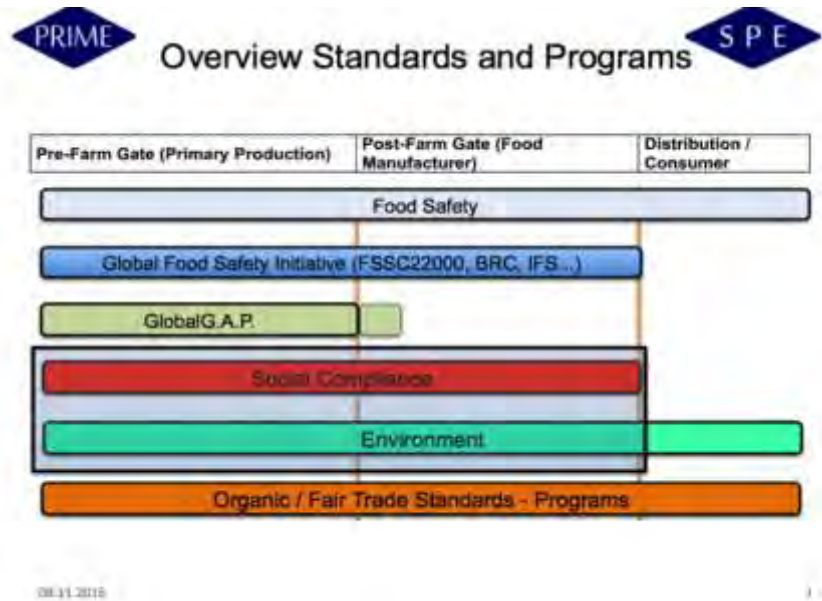 PRIME
S P E
Overview Standards and Programs
Pre-Farm Gate (Primary Production)
Post-Farm Gate (Food
Manufacturer)
Distribution /
Consumer
Food Safety
Global Food Safety Initiative (FSSC22000, BRC, IFS...)
GlobalG.A.P.
Social Compliance
Environment
Organic / Fair Trade Standards - Programs